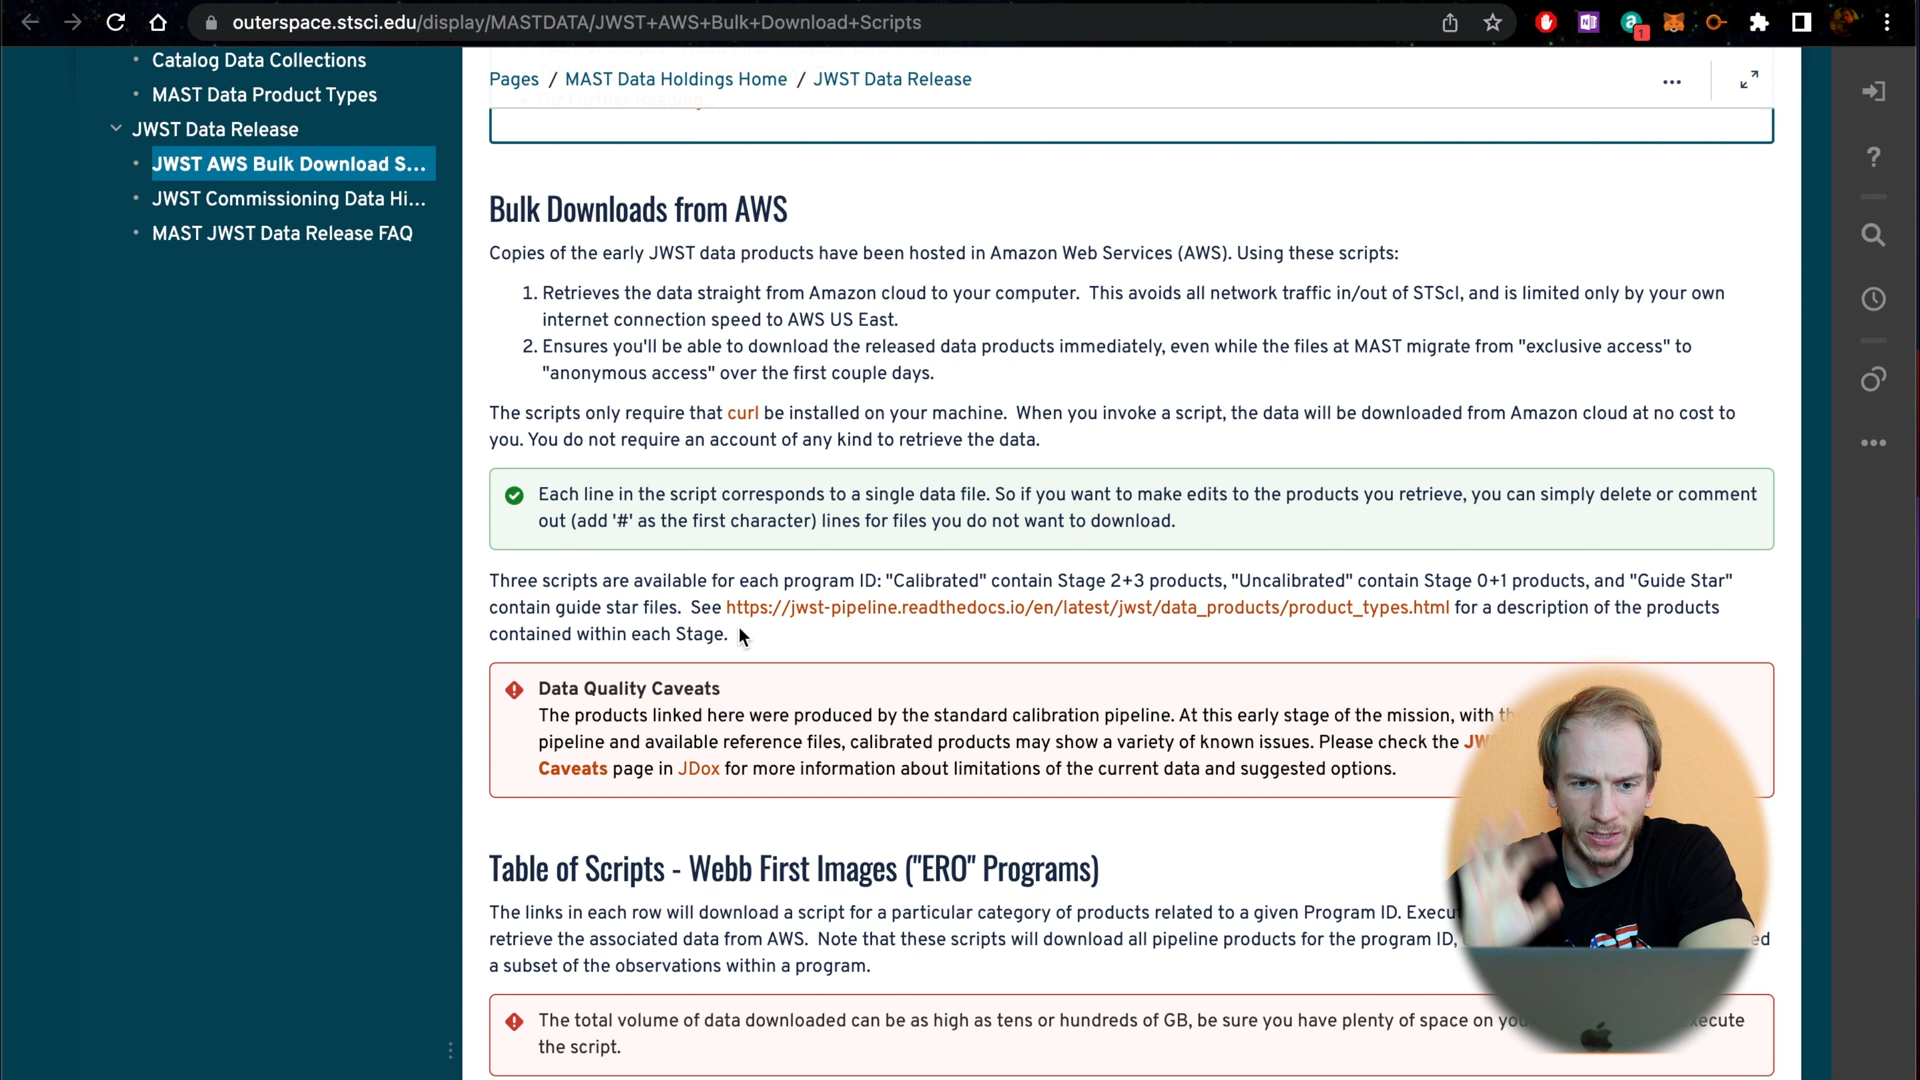 outerspace.stsci.edu/display/MASTDATA/JWST+AWS+Bulk+Download+Scripts
1
Catalog Data Collections
MAST Data Product Types
JWST Data Release
JWST AWS Bulk Download S...
JWST Commissioning Data Hi...
MAST JWST Data Release FAQ
Pages / MAST Data Holdings Home / JWST Data Release
For Further Reading
Bulk Downloads from AWS
Copies of the early JWST data products have been hosted in Amazon Web Services (AWS). Using these scripts:
1. Retrieves the data straight from Amazon cloud to your computer. This avoids all network traffic in/out of STScI, and is limited only by your own
internet connection speed to AWS US East.
2. Ensures you'll be able to download the released data products immediately, even while the files at MAST migrate from "exclusive access" to
"anonymous access" over the first couple days.
The scripts only require that curl be installed on your machine. When you invoke a script, the data will be downloaded from Amazon cloud at no cost to
you. You do not require an account of any kind to retrieve the data.
Each line in the script corresponds to a single data file. So if you want to make edits to the products you retrieve, you can simply delete or comment
out (add '#' as the first character) lines for files you do not want to download.
Three scripts are available for each program ID: "Calibrated" contain Stage 2+3 products, "Uncalibrated" contain Stage 0+1 products, and "Guide Star"
contain guide star files. See https://jwst-pipeline.readthedocs.io/en/latest/jwst/data_products/product_types.html for a description of the products
contained within each Stage.
Data Quality Caveats
The products linked here were produced by the standard calibration pipeline. At this early stage of the mission, with
pipeline and available reference files, calibrated products may show a variety of known issues. Please check the
Caveats page in JDox for more information about limitations of the current data and suggested options.
Table of Scripts - Webb First Images ("ERO" Programs)
The links in each row will download a script for a particular category of products related to a given Program ID.
retrieve the associated data from AWS. Note that these scripts will download all pipeline products for the program ID,
a subset of the observations within a program.
The total volume of data downloaded can be as high as tens or hundreds of GB, be sure you have plenty of space on
the script.